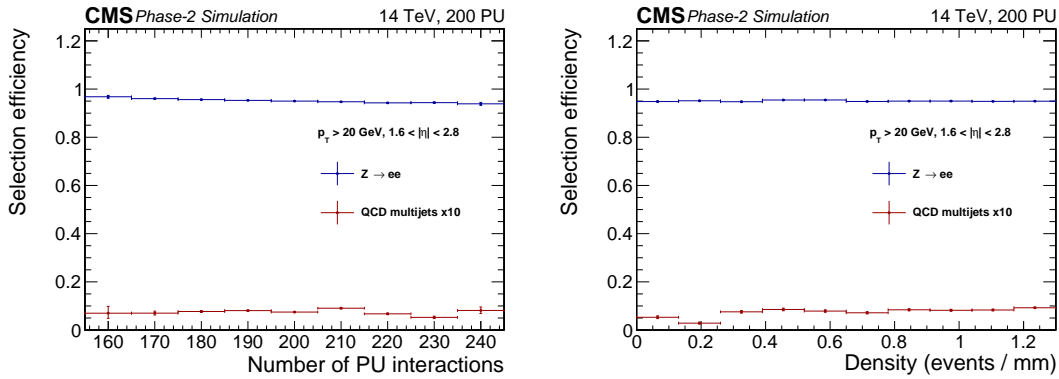 CMS Phase-2 Simulation 14 TeV, 200 PU
Selection efficiency
1.2
1
0.8
0.6
0.4
0.2
0
p_T > 20 GeV, 1.6 < |η| < 2.8
Z → ee
QCD multijets x10
160 170 180 190 200 210 220 230 240
Number of PU interactions
CMS Phase-2 Simulation 14 TeV, 200 PU
Selection efficiency
1.2
1
0.8
0.6
0.4
0.2
0
p_T > 20 GeV, 1.6 < |η| < 2.8
Z → ee
QCD multijets x10
0 0.2 0.4 0.6 0.8 1 1.2
Density (events / mm)